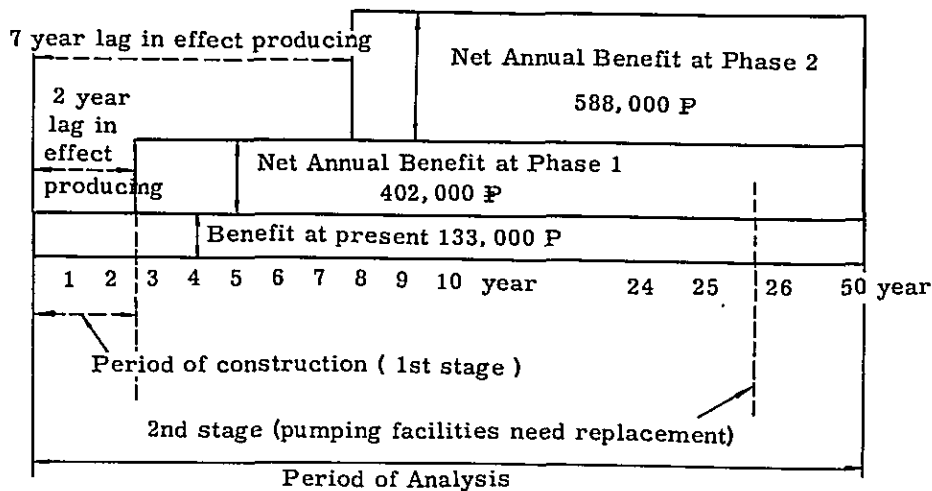 7 year lag in effect producing
Net Annual Benefit at Phase 2
588,000 ₱
2 year
lag in
effect
producing
Net Annual Benefit at Phase 1
402,000 ₱
Benefit at present 133,000 P
1 2 3 4 5 6 7 8 9 10 year 24 25 26 50 year
Period of construction ( 1st stage )
2nd stage (pumping facilities need replacement)
Period of Analysis